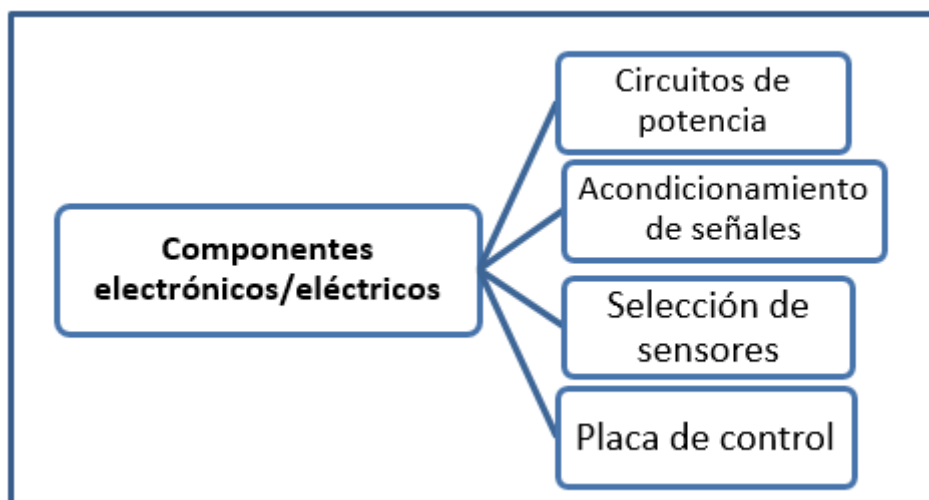 Componentes
electrónicos/eléctricos
Circuitos de
potencia
Acondicionamiento
de señales
Selección de
sensores
Placa de control